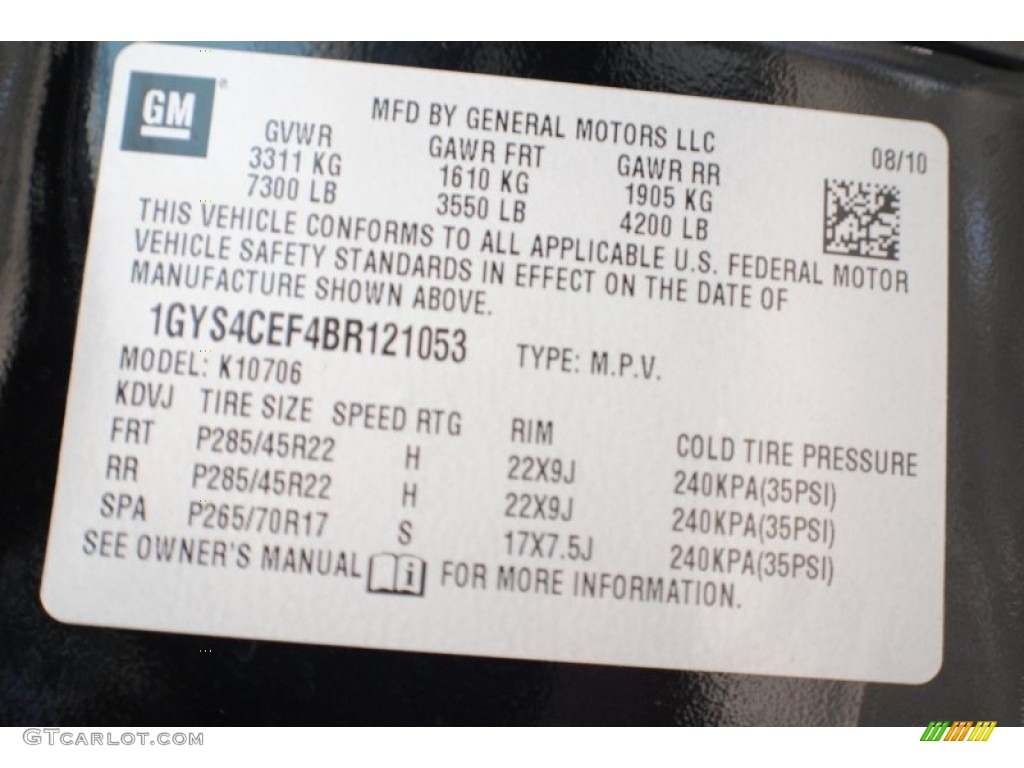 GM
MFD BY GENERAL MOTORS LLC
GVWR GAWR FRT GAWR RR 08/10
3311 KG 1610 KG 1905 KG
7300 LB 3550 LB 4200 LB
THIS VEHICLE CONFORMS TO ALL APPLICABLE U.S. FEDERAL MOTOR
VEHICLE SAFETY STANDARDS IN EFFECT ON THE DATE OF
MANUFACTURE SHOWN ABOVE.
1GYS4CEF4BR121053 TYPE: M.P.V.
MODEL: K10706
KDVJ TIRE SIZE SPEED RTG RIM COLD TIRE PRESSURE
FRT P285/45R22 H 22X9J 240KPA(35PSI)
RR P285/45R22 H 22X9J 240KPA(35PSI)
SPA P265/70R17 S 17X7.5J 240KPA(35PSI)
SEE OWNER'S MANUAL i FOR MORE INFORMATION.
GTcarlot.com